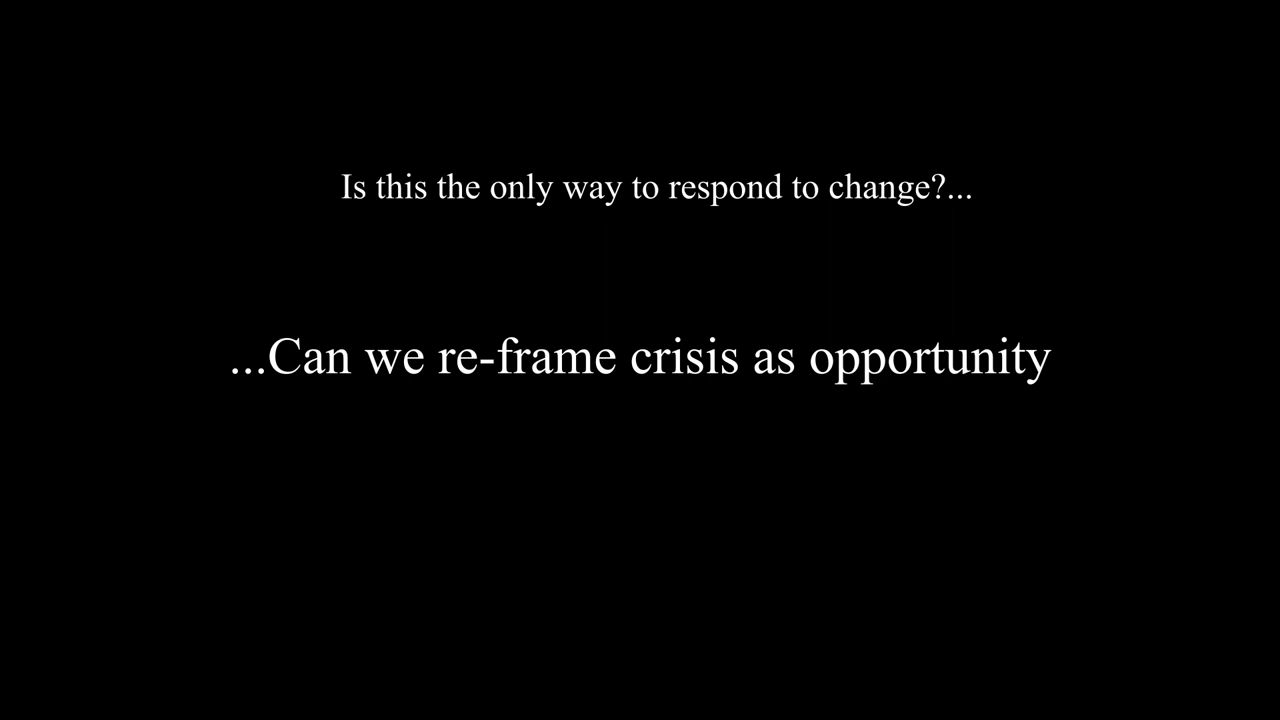 Is this the only way to respond to change?...
...Can we re-frame crisis as opportunity